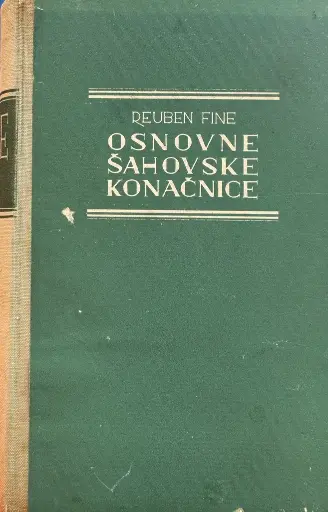 REUBEN FINE
OSNOVNE
ŠAHOVSKE
KONAČNICE